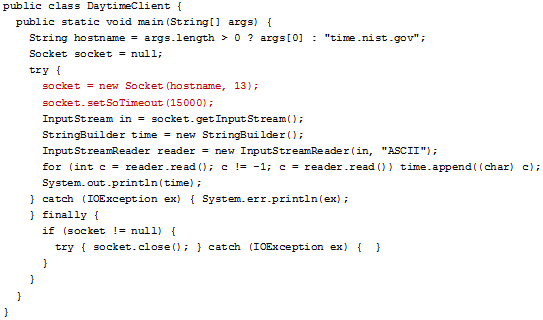 public class DaytimeClient {
  public static void main(String[] args) {
    String hostname = args.length > 0 ? args[0] : "time.nist.gov";
    Socket socket = null;
    try {
      socket = new Socket(hostname, 13);
      socket.setSoTimeout(15000);
      InputStream in = socket.getInputStream();
      StringBuilder time = new StringBuilder();
      InputStreamReader reader = new InputStreamReader(in, "ASCII");
      for (int c = reader.read(); c != -1; c = reader.read()) time.append((char) c);
      System.out.println(time);
    } catch (IOException ex) { System.err.println(ex);
    } finally {
      if (socket != null) {
        try { socket.close(); } catch (IOException ex) {  }
      }
    }
  }
}